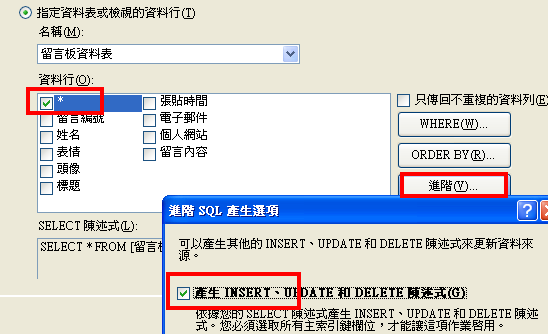 指定資料表或檢視的資料行(T)
名稱(M):
留言板資料表
資料行(O):
*
張貼時間
只傳回不重複的資料列(E)
留言編號
電子郵件
WHERE(W)...
姓名
個人網站
表情
留言內容
ORDER BY(R)...
頭像
標題
進階(V)...
進階 SQL 產生選項
SELECT 陳述式(L):
SELECT * FROM [留言
可以產生其他的 INSERT、UPDATE 和 DELETE 陳述式來更新資料來
源。
產生 INSERT、UPDATE 和 DELETE 陳述式(G)
依據您的 SELECT 陳述式產生 INSERT、UPDATE 和 DELETE 陳述
式。您必須選取所有主索引鍵欄位，才能讓這項作業啟用。